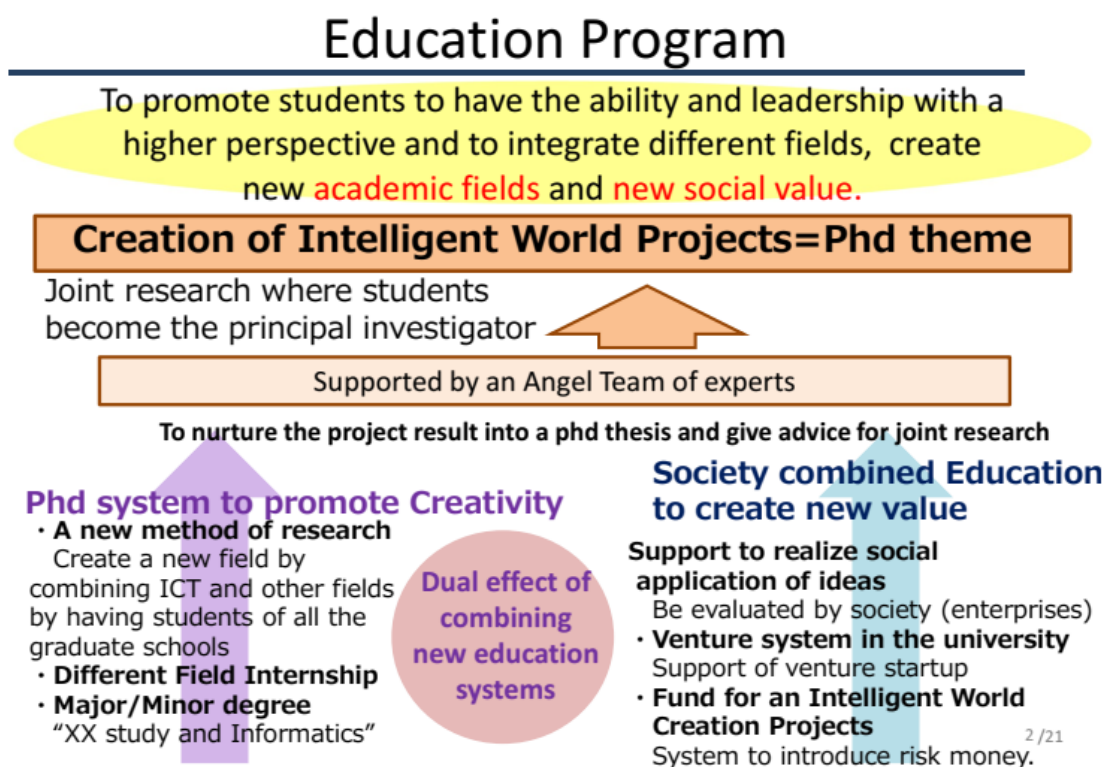 Education Program
To promote students to have the ability and leadership with a
higher perspective and to integrate different fields, create
new academic fields and new social value.
Creation of Intelligent World Projects=Phd theme
Joint research where students
become the principal investigator
Supported by an Angel Team of experts
To nurture the project result into a phd thesis and give advice for joint research
Phd system to promote Creativity
・A new method of research
Create a new field by
combining ICT and other fields
by having students of all the
graduate schools
・Different Field Internship
・Major/Minor degree
“XX study and Informatics”
Dual effect of
combining
new education
systems
Society combined Education
to create new value
Support to realize social
application of ideas
Be evaluated by society (enterprises)
・Venture system in the university
Support of venture startup
・Fund for an Intelligent World
Creation Projects
System to introduce risk money.
2 /21